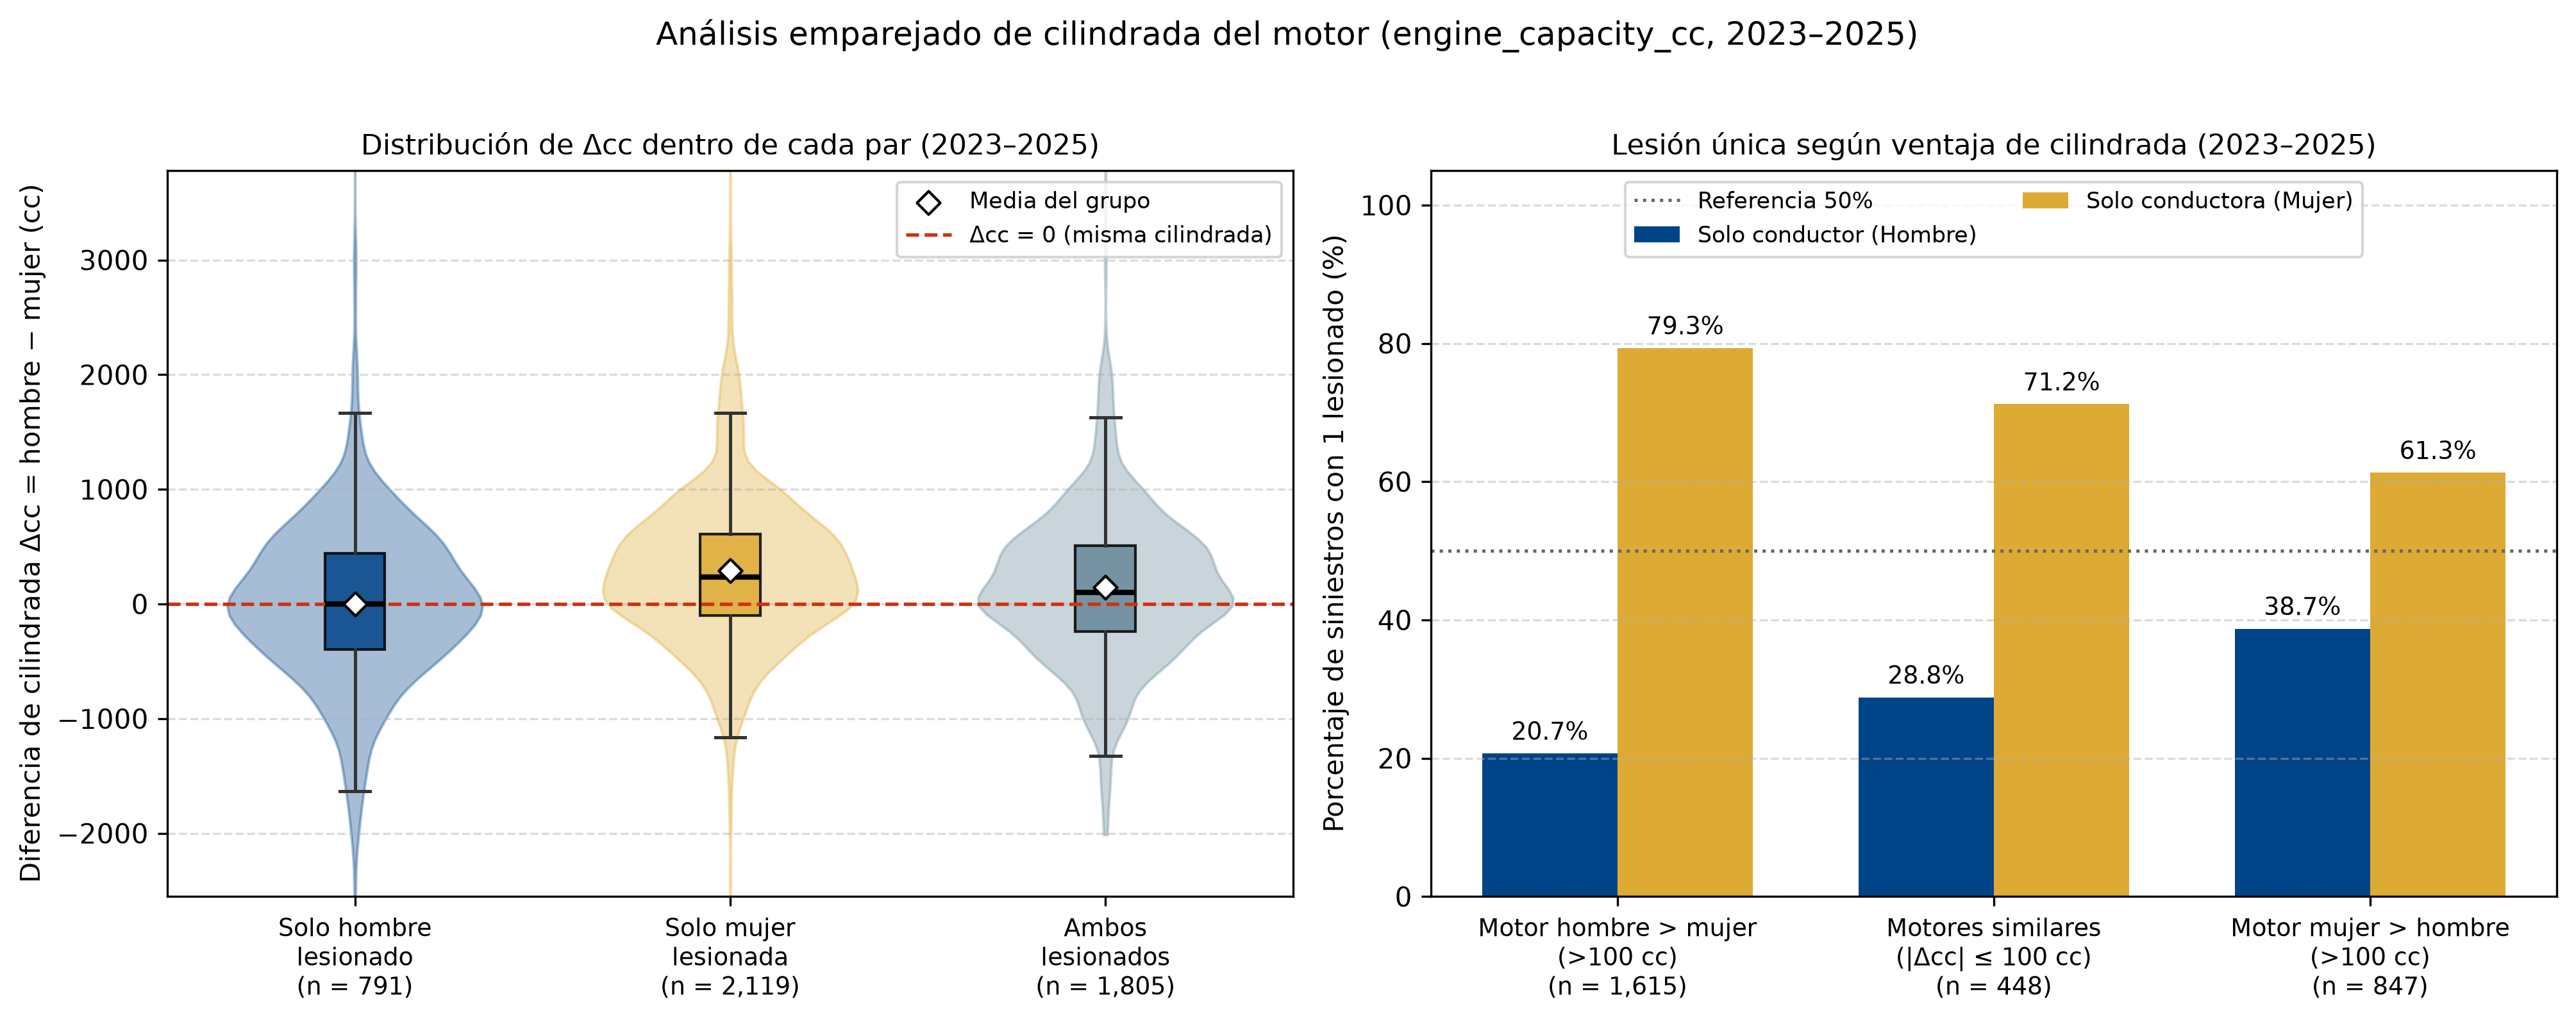 Análisis emparejado de cilindrada del motor (engine_capacity_cc, 2023–2025)
Distribución de Δcc dentro de cada par (2023–2025)
Diferencia de cilindrada Δcc = hombre − mujer (cc)
3000
2000
1000
0
−1000
−2000
Media del grupo
Δcc = 0 (misma cilindrada)
Solo hombre
lesionado
(n = 791)
Solo mujer
lesionada
(n = 2,119)
Ambos
lesionados
(n = 1,805)
Lesión única según ventaja de cilindrada (2023–2025)
Porcentaje de siniestros con 1 lesionado (%)
100
80
60
40
20
0
Referencia 50%
Solo conductor (Hombre)
Solo conductora (Mujer)
20.7%
79.3%
28.8%
71.2%
38.7%
61.3%
Motor hombre > mujer
(>100 cc)
(n = 1,615)
Motores similares
(|Δcc| ≤ 100 cc)
(n = 448)
Motor mujer > hombre
(>100 cc)
(n = 847)